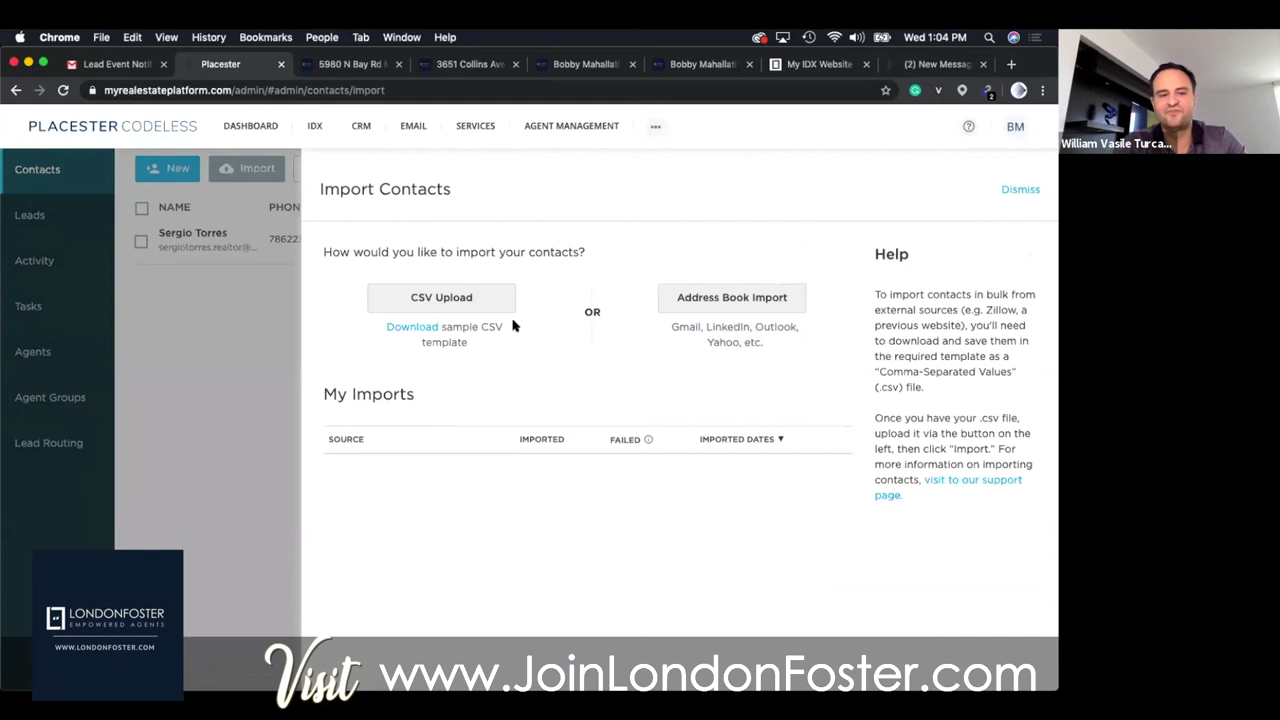 Chrome File Edit View History Bookmarks People Tab Window Help Wed 1:04 PM
Lead Event Notif Placester 5980 N Bay Rd M 3651 Collins Ave Bobby Mahallati Bobby Mahallati My IDX Website (2) New Messag
myrealestateplatform.com/admin/#admin/contacts/import
PLACESTER CODELESS DASHBOARD IDX CRM EMAIL SERVICES AGENT MANAGEMENT BM
William Vasile Turca...
Contacts
Leads
Activity
Tasks
Agents
Agent Groups
Lead Routing
New Import
NAME PHON
Sergio Torres 78622
sergiotorres.realtor@...
Import Contacts Dismiss
How would you like to import your contacts?
CSV Upload
Download sample CSV
template
OR
Address Book Import
Gmail, LinkedIn, Outlook,
Yahoo, etc.
My Imports
SOURCE IMPORTED FAILED IMPORTED DATES
Help
To import contacts in bulk from
external sources (e.g. Zillow, a
previous website), you'll need
to download and save them in
the required template as a
"Comma-Separated Values"
(.csv) file.
Once you have your .csv file,
upload it via the button on the
left, then click "Import." For
more information on importing
contacts, visit to our support
page.
LONDONFOSTER
EMPOWERED AGENTS
WWW.LONDONFOSTER.COM
Visit www.JoinLondonFoster.com